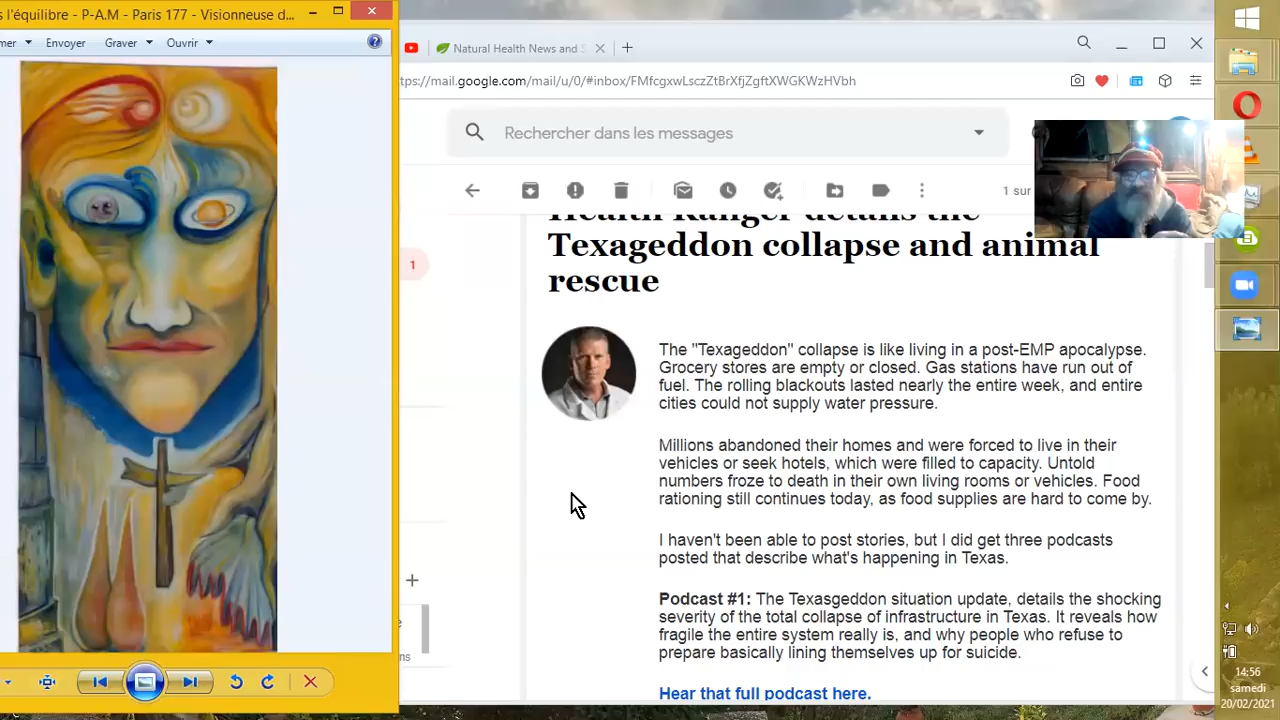 s l'équilibre - P-A.M - Paris 177 - Visionneuse d...
mer
Envoyer
Graver
Ouvrir
Natural Health News and S
ttps://mail.google.com/mail/u/0/#inbox/FMfcgxwLsczZtBrXfjZgftXWGkWzHVbh
Rechercher dans les messages
1 sur
1
Health Ranger details the
Texageddon collapse and animal
rescue
The "Texageddon" collapse is like living in a post-EMP apocalypse.
Grocery stores are empty or closed. Gas stations have run out of
fuel. The rolling blackouts lasted nearly the entire week, and entire
cities could not supply water pressure.
Millions abandoned their homes and were forced to live in their
vehicles or seek hotels, which were filled to capacity. Untold
numbers froze to death in their own living rooms or vehicles. Food
rationing still continues today, as food supplies are hard to come by.
I haven't been able to post stories, but I did get three podcasts
posted that describe what's happening in Texas.
Podcast #1: The Texasgeddon situation update, details the shocking
severity of the total collapse of infrastructure in Texas. It reveals how
fragile the entire system really is, and why people who refuse to
prepare basically lining themselves up for suicide.
Hear that full podcast here.
e
ns
14:56
samedi
20/02/2021